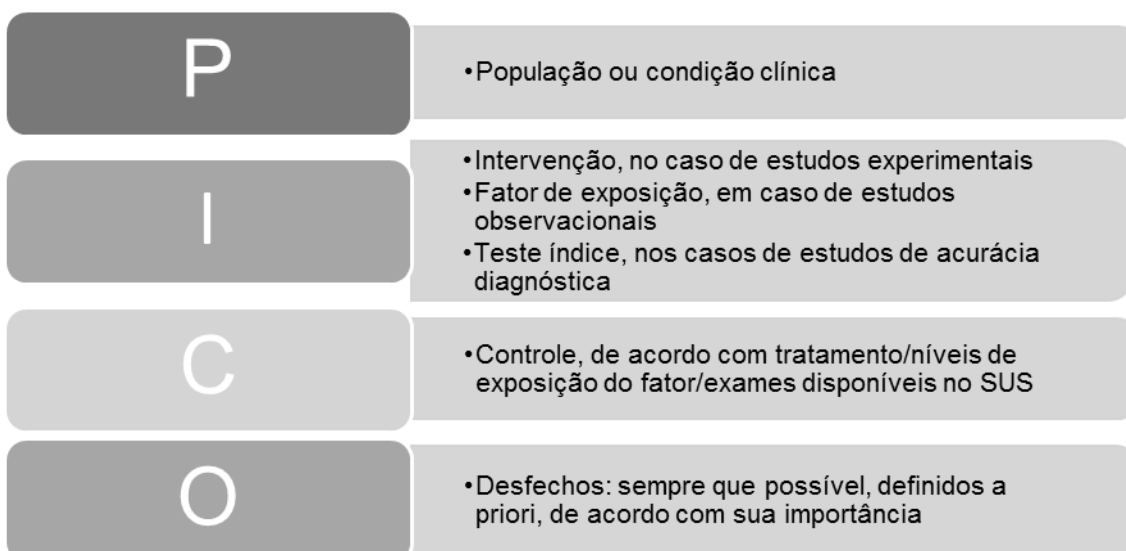 P
•População ou condição clínica
I
•Intervenção, no caso de estudos experimentais
•Fator de exposição, em caso de estudos
observacionais
•Teste índice, nos casos de estudos de acurácia
diagnóstica
C
•Controle, de acordo com tratamento/níveis de
exposição do fator/exames disponíveis no SUS
O
•Desfechos: sempre que possível, definidos a
priori, de acordo com sua importância